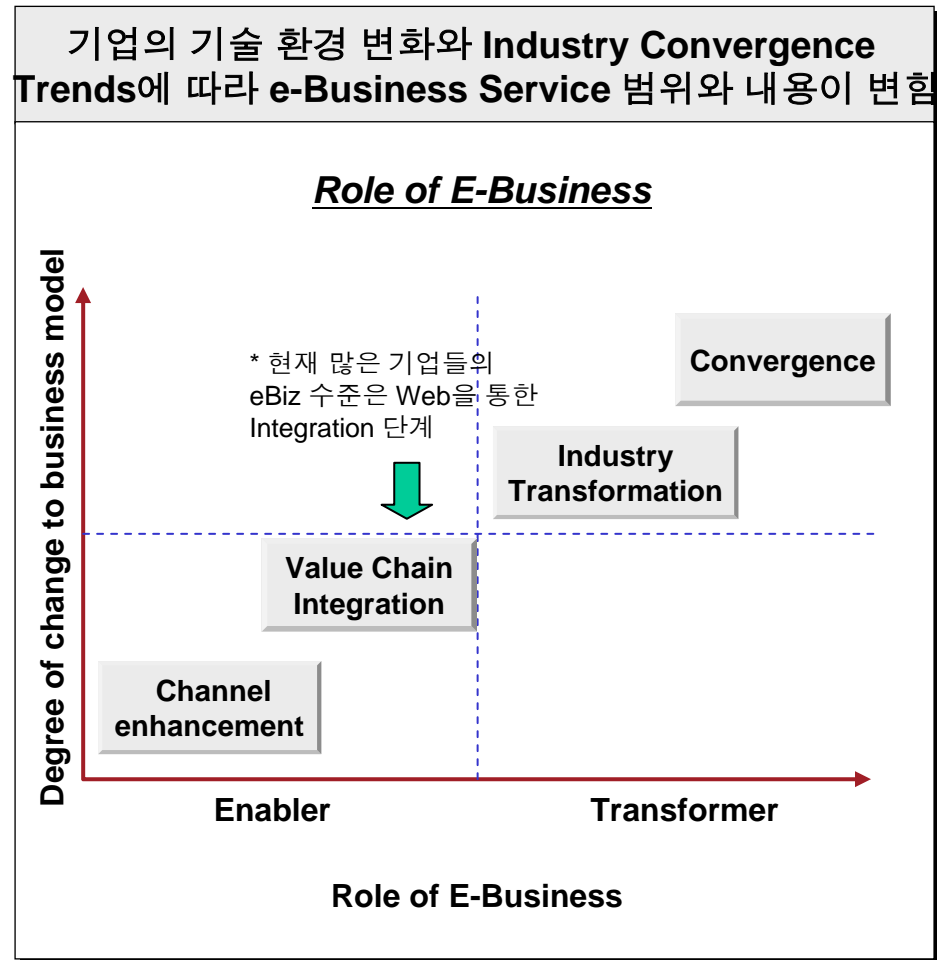 기업의 기술 환경 변화와 Industry Convergence
Trends에 따라 e-Business Service 범위와 내용이 변함
Role of E-Business
Degree of change to business model
* 현재 많은 기업들의
eBiz 수준은 Web을 통한
Integration 단계
Convergence
Industry
Transformation
Value Chain
Integration
Channel
enhancement
Enabler
Transformer
Role of E-Business